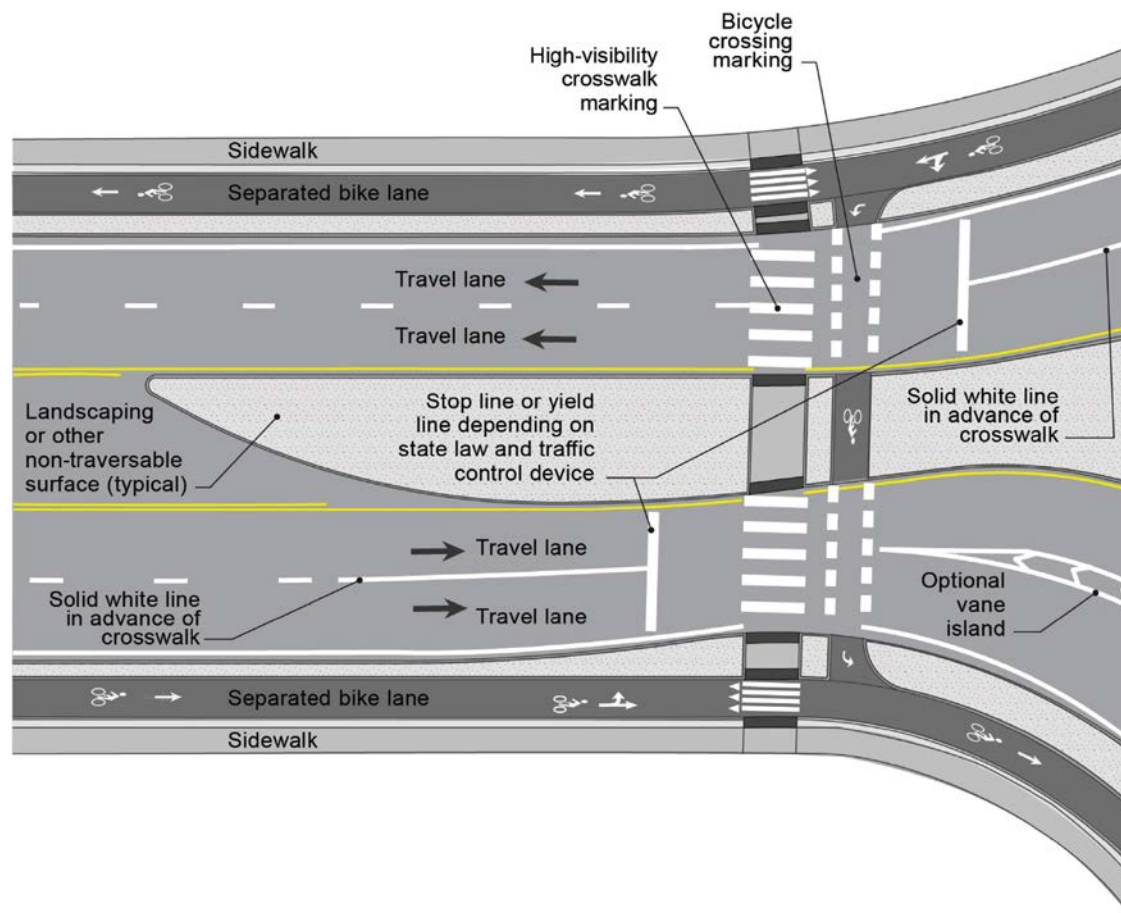 Bicycle
crossing
marking
High-visibility
crosswalk
marking
Sidewalk
Separated bike lane
Travel lane
Travel lane
Landscaping
or other
non-traversable
surface (typical)
Stop line or yield
line depending on
state law and traffic
control device
Solid white line
in advance of
crosswalk
Travel lane
Solid white line
in advance of
crosswalk
Travel lane
Optional
vane
island
Separated bike lane
Sidewalk